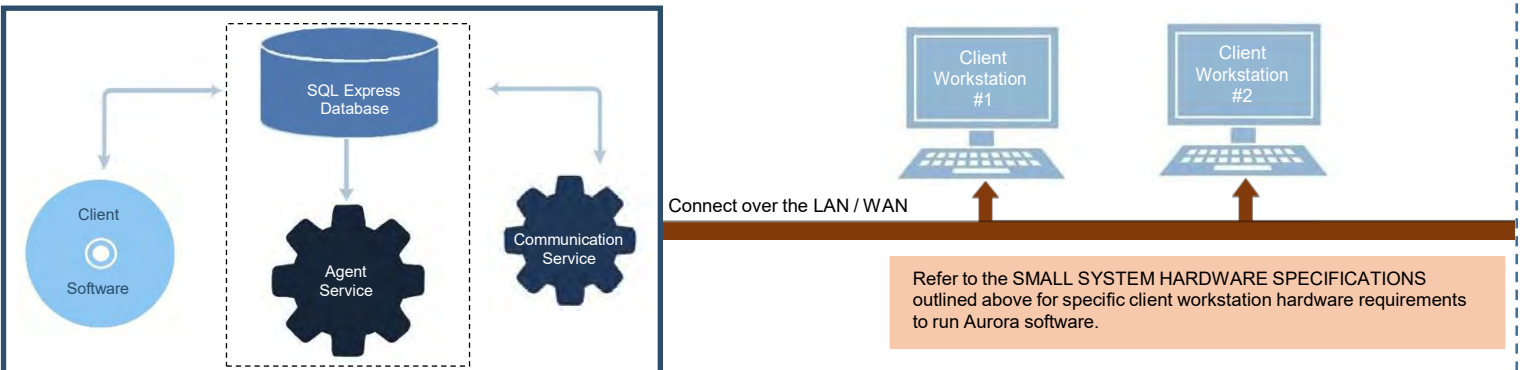 SQL Express
Database
Client
Software
Agent
Service
Communication
Service
Connect over the LAN / WAN
Client
Workstation
#1
Client
Workstation
#2
Refer to the SMALL SYSTEM HARDWARE SPECIFICATIONS
outlined above for specific client workstation hardware requirements
to run Aurora software.